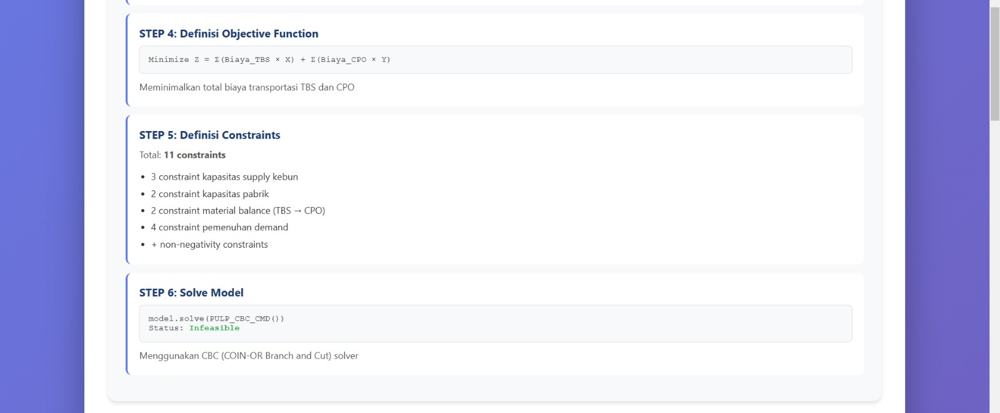 STEP 4: Definisi Objective Function
Minimize Z = Σ(Biaya_TBS × X) + Σ(Biaya_CPO × Y)
Meminimalkan total biaya transportasi TBS dan CPO
STEP 5: Definisi Constraints
Total: 11 constraints
• 3 constraint kapasitas supply kebun
• 2 constraint kapasitas pabrik
• 2 constraint material balance (TBS → CPO)
• 4 constraint pemenuhan demand
• + non-negativity constraints
STEP 6: Solve Model
model.solve(PULP_CBC_CMD())
Status: Infeasible
Menggunakan CBC (COIN-OR Branch and Cut) solver